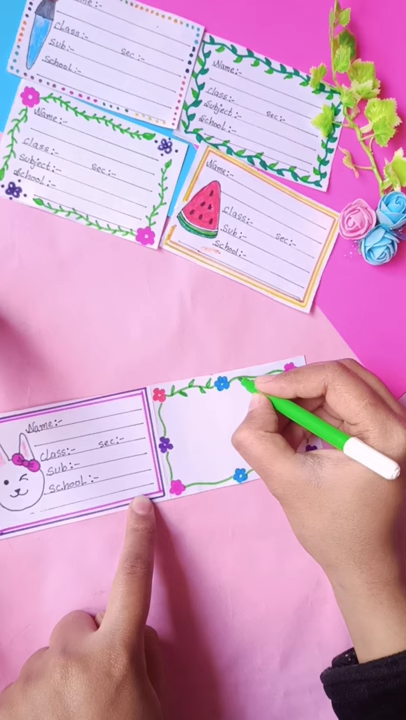 Name:-
Class:-
Sub:-    sec:-
School:-
Name:-
Class:-
Subject:-    Sec:-
School:-
Name:-
Class:-
Subject:-    sec:-
School:-
Name:-
Class:-
Sub:-    sec:-
School:-
Name:-
Class:-    sec:-
Sub:-
School:-